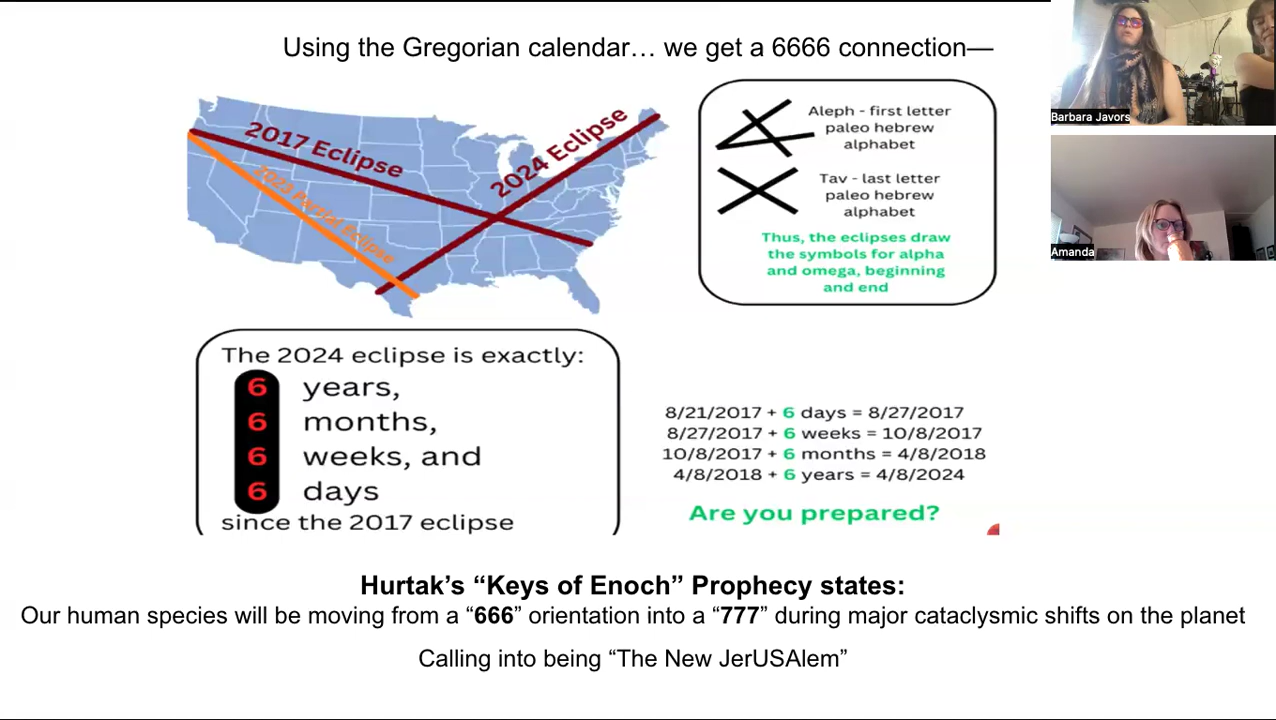 Using the Gregorian calendar… we get a 6666 connection—
2017 Eclipse
2024 Eclipse
2023 Partial Eclipse
Aleph - first letter
paleo hebrew
alphabet
Tav - last letter
paleo hebrew
alphabet
Thus, the eclipses draw
the symbols for alpha
and omega, beginning
and end
The 2024 eclipse is exactly:
6 years,
6 months,
6 weeks, and
6 days
since the 2017 eclipse
8/21/2017 + 6 days = 8/27/2017
8/27/2017 + 6 weeks = 10/8/2017
10/8/2017 + 6 months = 4/8/2018
4/8/2018 + 6 years = 4/8/2024
Are you prepared?
Hurtak’s “Keys of Enoch” Prophecy states:
Our human species will be moving from a “666” orientation into a “777” during major cataclysmic shifts on the planet
Calling into being “The New JerUSAlem”
Barbara Javors
Amanda